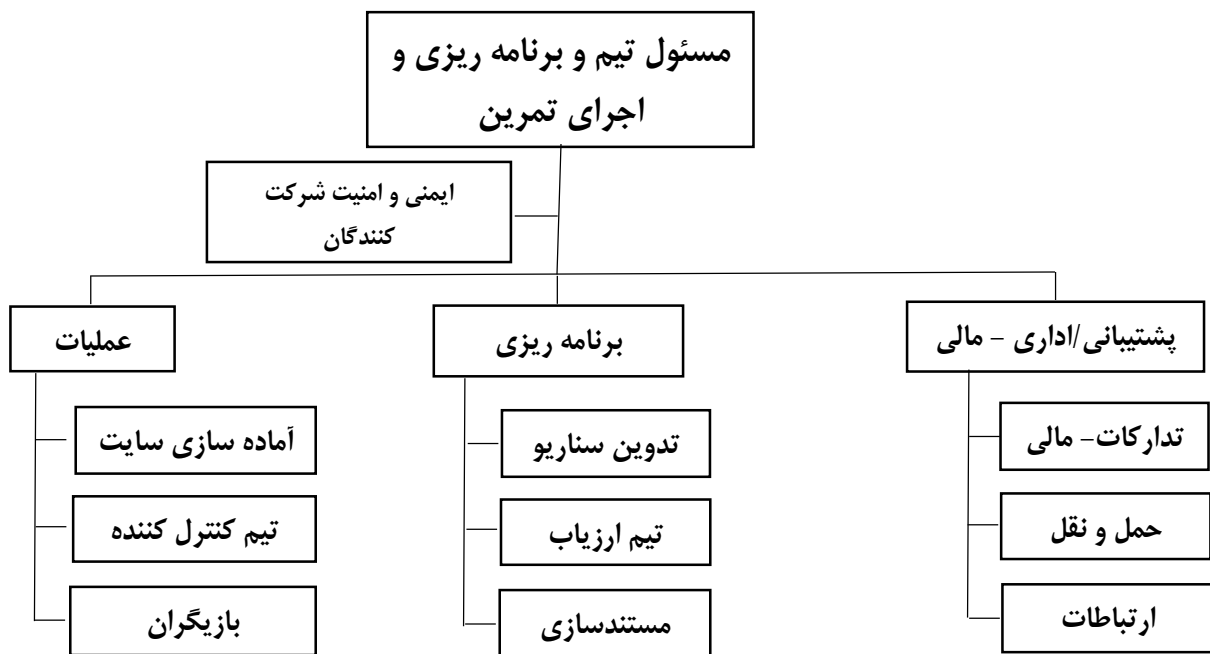 مسئول تیم و برنامه ریزی و
اجرای تمرین
ایمنی و امنیت شرکت
کنندگان
پشتیبانی/اداری – مالی
برنامه ریزی
عملیات
تدارکات- مالی
حمل و نقل
ارتباطات
تدوین سناریو
تیم ارزیاب
مستندسازی
آماده سازی سایت
تیم کنترل کننده
بازیگران